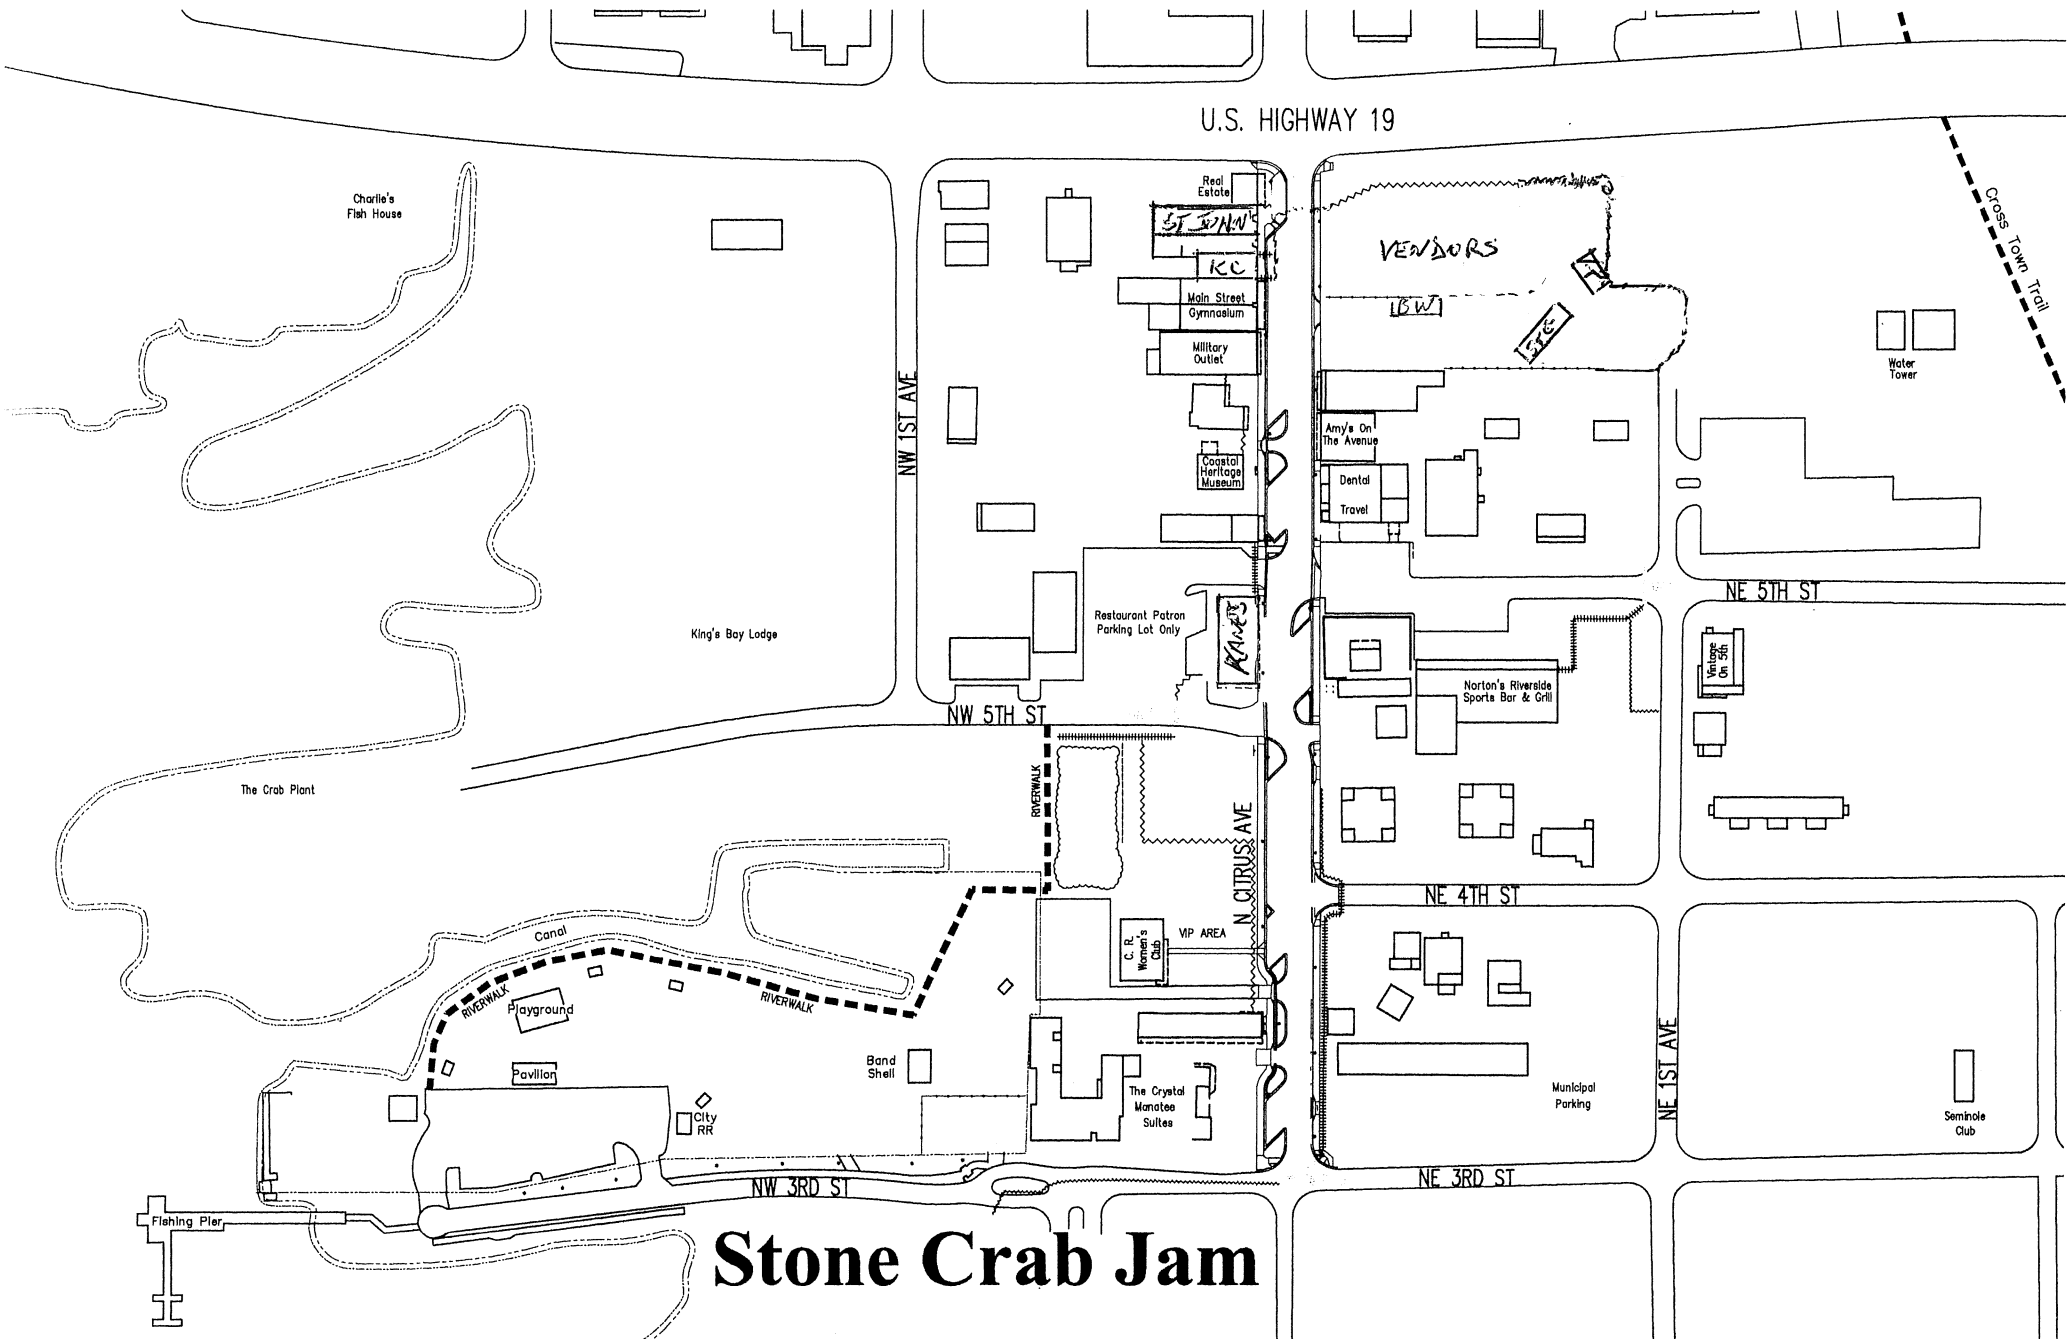 U.S. HIGHWAY 19
Charlie's
Fish House
Real
Estate
ST JOHN'
KC
Main Street
Gymnasium
Military
Outlet
VENDORS
BW
STG
Cross Town Trail
Water
Tower
NW 1ST AVE
Coastal
Heritage
Museum
Amy's On
The Avenue
Dental
Travel
NE 5TH ST
King's Bay Lodge
Restaurant Patron
Parking Lot Only
KANE'S
Norton's Riverside
Sports Bar & Grill
Vintage
On 5th
NW 5TH ST
The Crab Plant
RIVERWALK
N CITRUS AVE
NE 4TH ST
Canal
C. R.
Women's
Club
VIP AREA
RIVERWALK
RIVERWALK
Playground
Pavilion
Band
Shell
City
RR
The Crystal
Manatee
Suites
Municipal
Parking
NE 1ST AVE
Seminole
Club
NW 3RD ST
NE 3RD ST
Fishing Pier
Stone Crab Jam